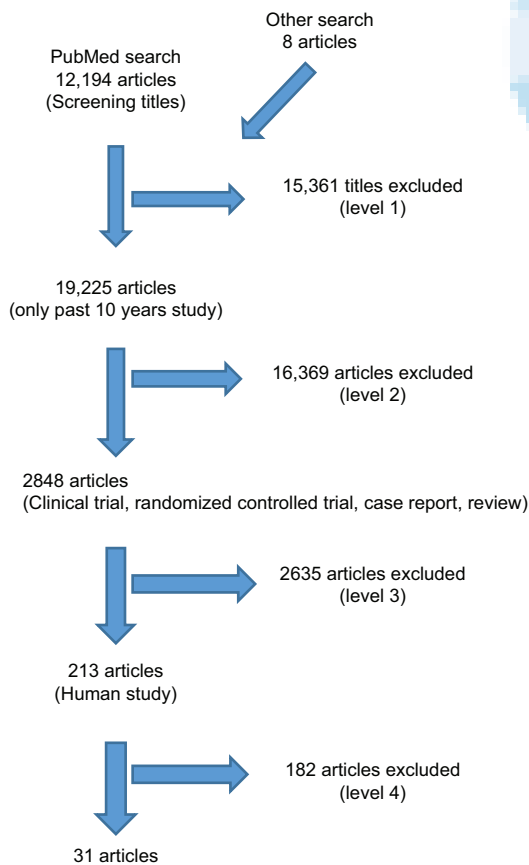 Other search
8 articles
PubMed search
12,194 articles
(Screening titles)
15,361 titles excluded
(level 1)
19,225 articles
(only past 10 years study)
16,369 articles excluded
(level 2)
2848 articles
(Clinical trial, randomized controlled trial, case report, review)
2635 articles excluded
(level 3)
213 articles
(Human study)
182 articles excluded
(level 4)
31 articles